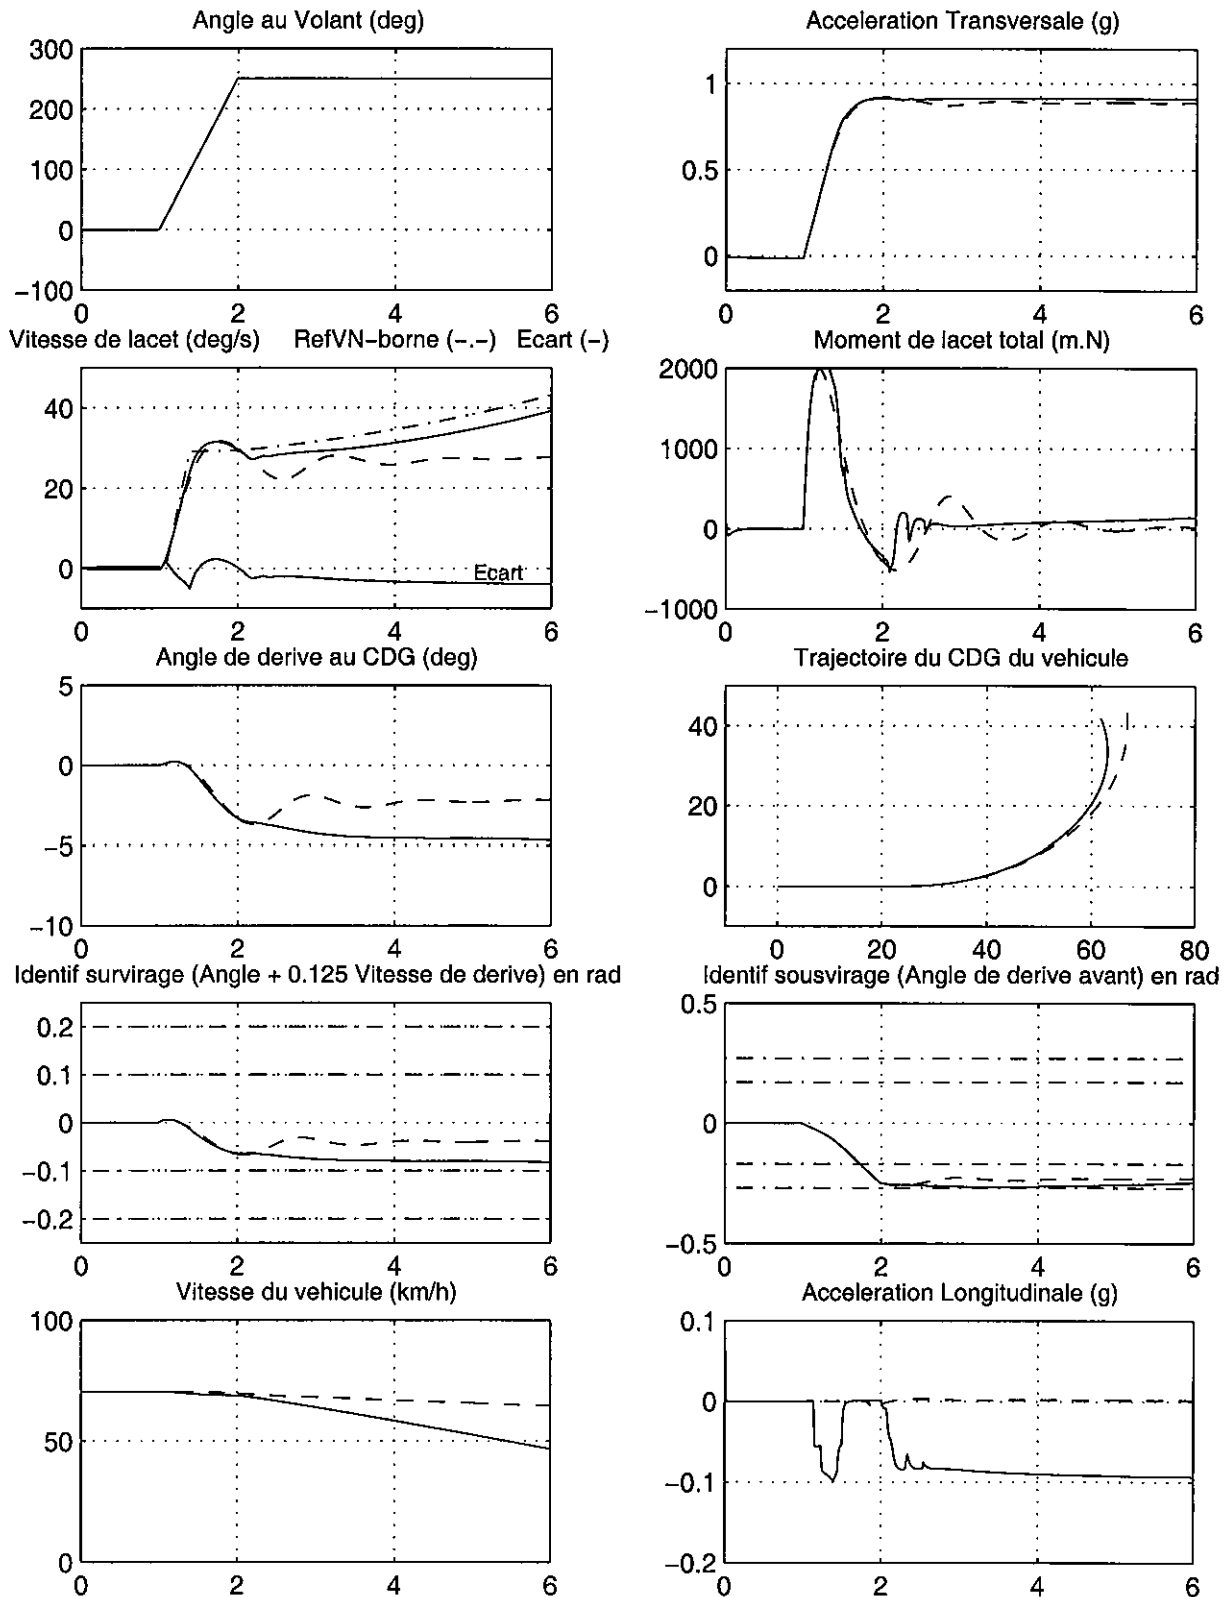 Angle au Volant (deg)
300
200
100
0
−100
0 2 4 6
Acceleration Transversale (g)
1
0.5
0
0 2 4 6
Vitesse de lacet (deg/s) RefVN−borne (−.−) Ecart (−)
40
20
0
Ecart
0 2 4 6
Moment de lacet total (m.N)
2000
1000
0
−1000
0 2 4 6
Angle de derive au CDG (deg)
5
0
−5
−10
0 2 4 6
Trajectoire du CDG du vehicule
40
20
0
0 20 40 60 80
Identif survirage (Angle + 0.125 Vitesse de derive) en rad
0.2
0.1
0
−0.1
−0.2
0 2 4 6
Identif sousvirage (Angle de derive avant) en rad
0.5
0
−0.5
0 2 4 6
Vitesse du vehicule (km/h)
100
50
0
0 2 4 6
Acceleration Longitudinale (g)
0.1
0
−0.1
−0.2
0 2 4 6